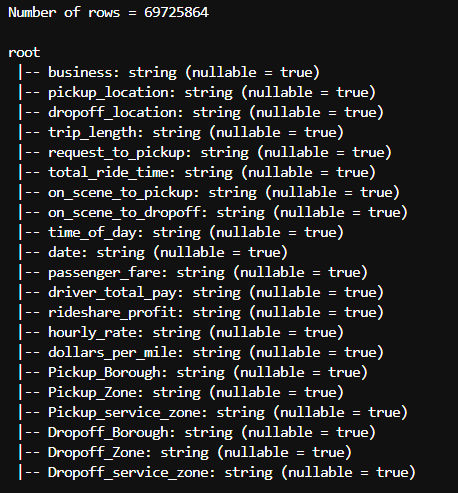 Number of rows = 69725864
root
|-- business: string (nullable = true)
|-- pickup_location: string (nullable = true)
|-- dropoff_location: string (nullable = true)
|-- trip_length: string (nullable = true)
|-- request_to_pickup: string (nullable = true)
|-- total_ride_time: string (nullable = true)
|-- on_scene_to_pickup: string (nullable = true)
|-- on_scene_to_dropoff: string (nullable = true)
|-- time_of_day: string (nullable = true)
|-- date: string (nullable = true)
|-- passenger_fare: string (nullable = true)
|-- driver_total_pay: string (nullable = true)
|-- rideshare_profit: string (nullable = true)
|-- hourly_rate: string (nullable = true)
|-- dollars_per_mile: string (nullable = true)
|-- Pickup_Borough: string (nullable = true)
|-- Pickup_Zone: string (nullable = true)
|-- Pickup_service_zone: string (nullable = true)
|-- Dropoff_Borough: string (nullable = true)
|-- Dropoff_Zone: string (nullable = true)
|-- Dropoff_service_zone: string (nullable = true)